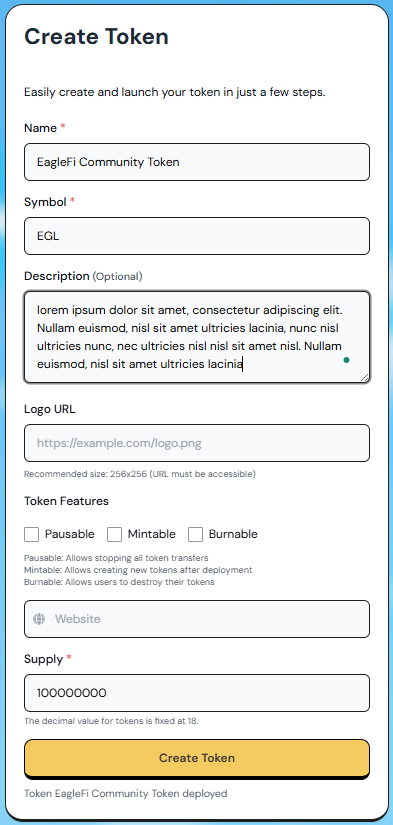 Create Token
Easily create and launch your token in just a few steps.
Name *
EagleFi Community Token
Symbol *
EGL
Description (Optional)
lorem ipsum dolor sit amet, consectetur adipiscing elit.
Nullam euismod, nisl sit amet ultricies lacinia, nunc nisl
ultricies nunc, nec ultricies nisl nisl sit amet nisl. Nullam
euismod, nisl sit amet ultricies lacinia
Logo URL
https://example.com/logo.png
Recommended size: 256x256 (URL must be accessible)
Token Features
Pausable Mintable Burnable
Pausable: Allows stopping all token transfers
Mintable: Allows creating new tokens after deployment
Burnable: Allows users to destroy their tokens
Website
Supply *
100000000
The decimal value for tokens is fixed at 18.
Create Token
Token EagleFi Community Token deployed